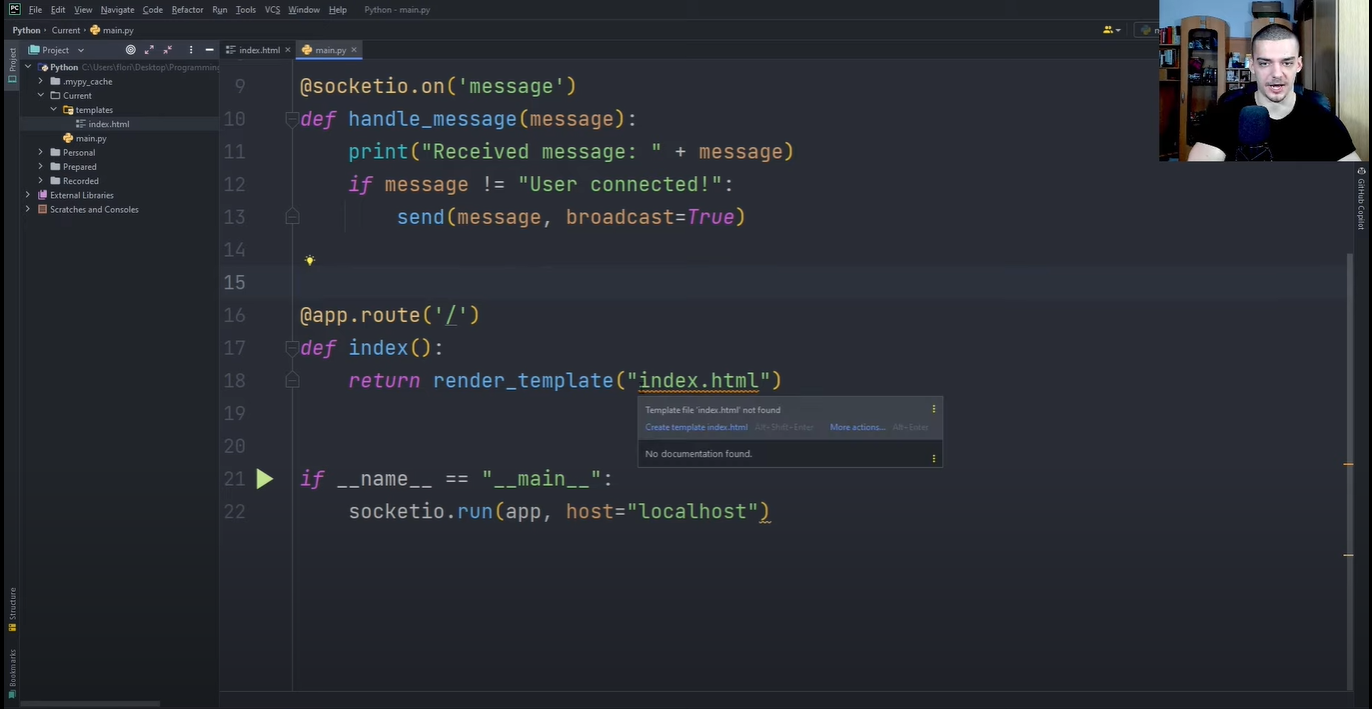 PC File Edit View Navigate Code Refactor Run Tools VCS Window Help Python - main.py
Python Current main.py
Project
index.html
main.py
Project
Python C:\Users\flori\Desktop\Programming
.mypy_cache
Current
templates
index.html
main.py
Personal
Prepared
Recorded
External Libraries
Scratches and Consoles
9 @socketio.on('message')
10 def handle_message(message):
11 print("Received message: " + message)
12 if message != "User connected!":
13 send(message, broadcast=True)
14
15
16 @app.route('/')
17 def index():
18 return render_template("index.html")
Template file 'index.html' not found
Create template index.html Alt+Shift+Enter More actions... Alt+Enter
No documentation found.
19
20
21 if __name__ == "__main__":
22 socketio.run(app, host="localhost")
GitHub Copilot
Structure
Bookmarks